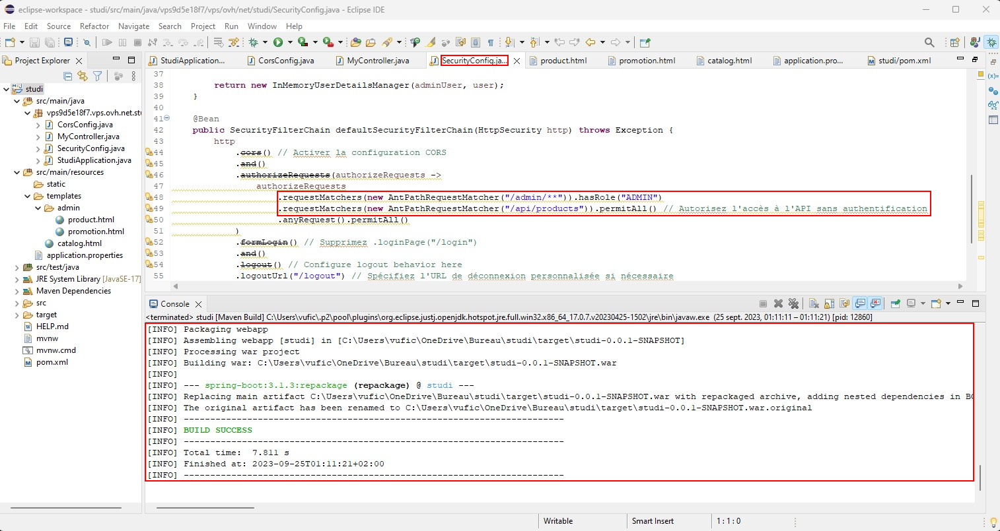 eclipse-workspace - studi/src/main/java/vps9d5e18f7/vps/ovh/net/studi/SecurityConfig.java - Eclipse IDE
File Edit Source Refactor Navigate Search Project Run Window Help
Project Explorer
StudiApplication... CorsConfig.java MyController.java SecurityConfig.ja... product.html promotion.html catalog.html application.pro... studi/pom.xml
studi
src/main/java
vps9d5e18f7.vps.ovh.net.st
CorsConfig.java
MyController.java
SecurityConfig.java
StudiApplication.java
src/main/resources
static
templates
admin
product.html
promotion.html
catalog.html
application.properties
src/test/java
JRE System Library [JavaSE-17]
Maven Dependencies
src
target
HELP.md
mvnw
mvnw.cmd
pom.xml
37
38 return new InMemoryUserDetailsManager(adminUser, user);
39 }
40
41 @Bean
42 public SecurityFilterChain defaultSecurityFilterChain(HttpSecurity http) throws Exception {
43 http
44 .cors() // Activer la configuration CORS
45 .and()
46 .authorizeRequests(authorizeRequests ->
47 authorizeRequests
48 .requestMatchers(new AntPathRequestMatcher("/admin/**")).hasRole("ADMIN")
49 .requestMatchers(new AntPathRequestMatcher("/api/products")).permitAll() // Autorisez l'accès à l'API sans authentification
50 .anyRequest().permitAll()
51 )
52 .formLogin() // Supprimez .loginPage("/login")
53 .and()
54 .logout() // Configure logout behavior here
55 .logoutUrl("/logout") // Spécifiez l'URL de déconnexion personnalisée si nécessaire
Console
<terminated> studi [Maven Build] C:\Users\vufic\.p2\pool\plugins\org.eclipse.justj.openjdk.hotspot.jre.full.win32.x86_64_17.0.7.v20230425-1502\jre\bin\javaw.exe (25 sept. 2023, 01:11:11 – 01:11:21) [pid: 12860]
[INFO] Packaging webapp
[INFO] Assembling webapp [studi] in [C:\Users\vufic\OneDrive\Bureau\studi\target\studi-0.0.1-SNAPSHOT]
[INFO] Processing war project
[INFO] Building war: C:\Users\vufic\OneDrive\Bureau\studi\target\studi-0.0.1-SNAPSHOT.war
[INFO]
[INFO] --- spring-boot:3.1.3:repackage (repackage) @ studi ---
[INFO] Replacing main artifact C:\Users\vufic\OneDrive\Bureau\studi\target\studi-0.0.1-SNAPSHOT.war with repackaged archive, adding nested dependencies in BO
[INFO] The original artifact has been renamed to C:\Users\vufic\OneDrive\Bureau\studi\target\studi-0.0.1-SNAPSHOT.war.original
[INFO] ------------------------------------------------------------------------
[INFO] BUILD SUCCESS
[INFO] ------------------------------------------------------------------------
[INFO] Total time: 7.811 s
[INFO] Finished at: 2023-09-25T01:11:21+02:00
[INFO] ------------------------------------------------------------------------
Writable Smart Insert 1 : 1 : 0